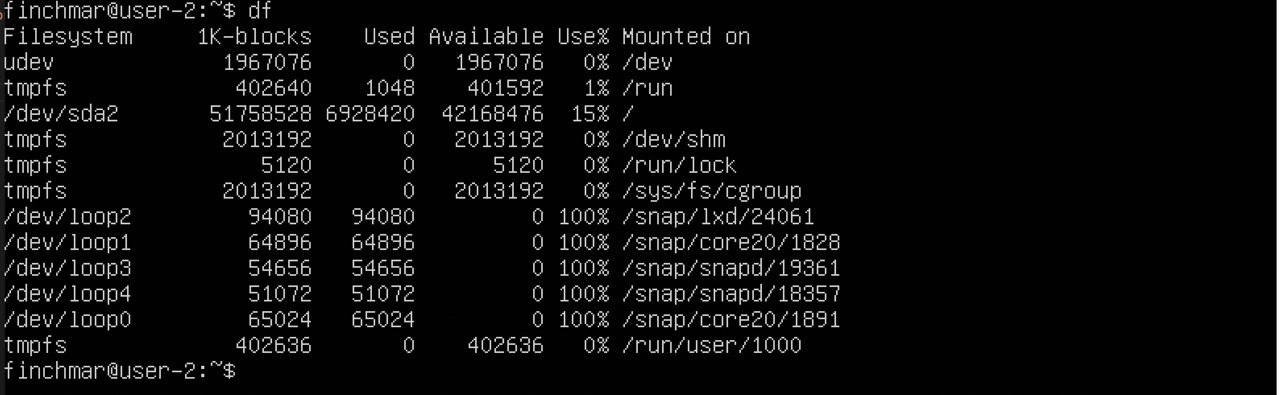 finchmar@user-2:~$ df
Filesystem     1K-blocks    Used Available Use% Mounted on
udev             1967076       0   1967076   0% /dev
tmpfs             402640    1048    401592   1% /run
/dev/sda2       51758528 6928420  42168476  15% /
tmpfs            2013192       0   2013192   0% /dev/shm
tmpfs               5120       0      5120   0% /run/lock
tmpfs            2013192       0   2013192   0% /sys/fs/cgroup
/dev/loop2         94080   94080         0 100% /snap/lxd/24061
/dev/loop1         64896   64896         0 100% /snap/core20/1828
/dev/loop3         54656   54656         0 100% /snap/snapd/19361
/dev/loop4         51072   51072         0 100% /snap/snapd/18357
/dev/loop0         65024   65024         0 100% /snap/core20/1891
tmpfs             402636       0    402636   0% /run/user/1000
finchmar@user-2:~$